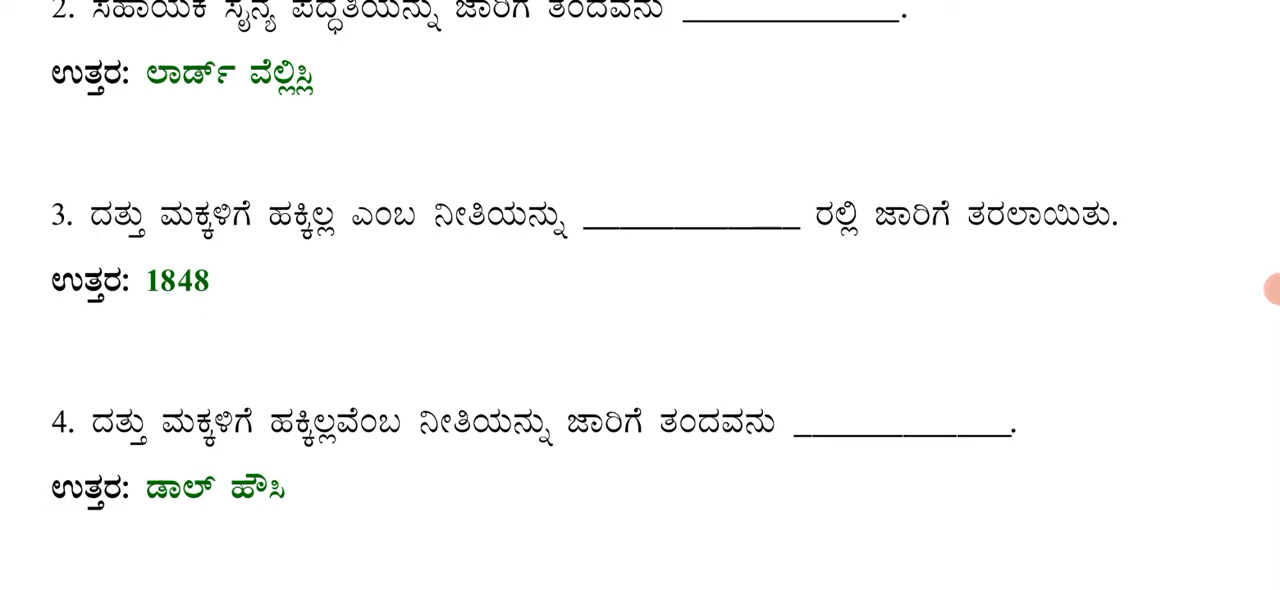 2. ಸಹಾಯಕ ಸೈನ್ಯ ಪದ್ಧತಿಯನ್ನು ಜಾರಿಗೆ ತಂದವನು ____________.
ಉತ್ತರ: ಲಾರ್ಡ್ ವೆಲ್ಲಿಸ್ಲಿ
3. ದತ್ತು ಮಕ್ಕಳಿಗೆ ಹಕ್ಕಿಲ್ಲ ಎಂಬ ನೀತಿಯನ್ನು ____________ ರಲ್ಲಿ ಜಾರಿಗೆ ತರಲಾಯಿತು.
ಉತ್ತರ: 1848
4. ದತ್ತು ಮಕ್ಕಳಿಗೆ ಹಕ್ಕಿಲ್ಲವೆಂಬ ನೀತಿಯನ್ನು ಜಾರಿಗೆ ತಂದವನು ____________.
ಉತ್ತರ: ಡಾಲ್ ಹೌಸಿ